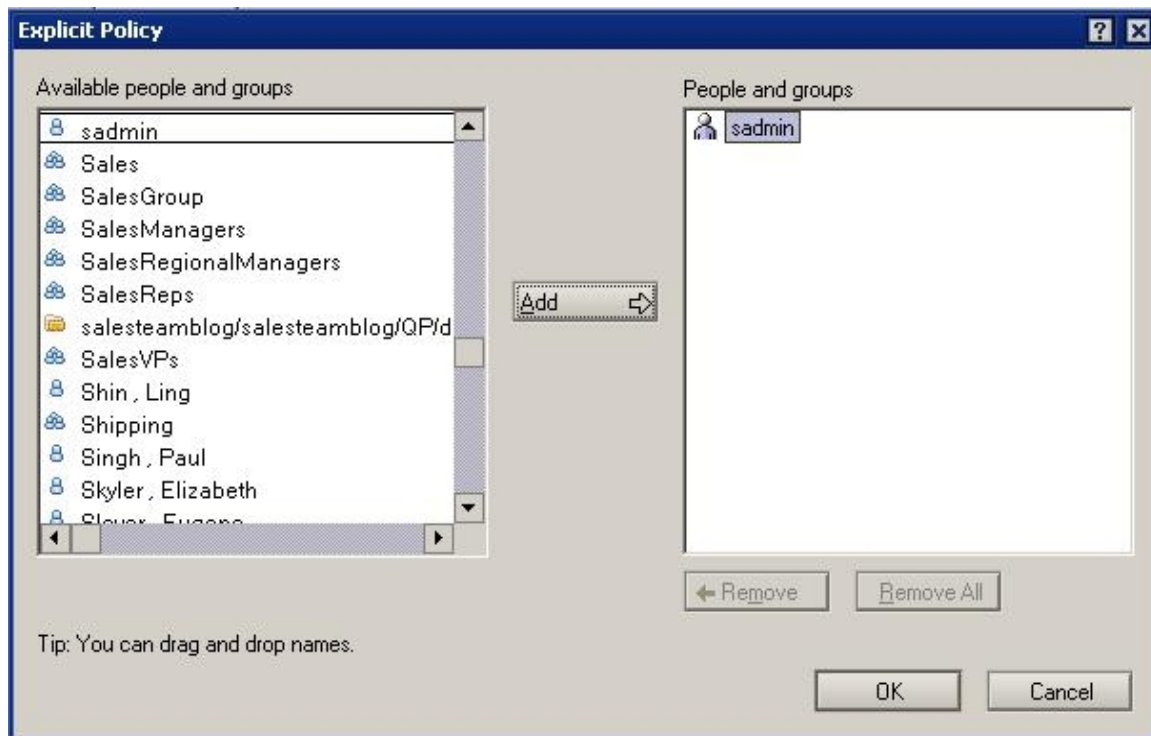 Explicit Policy
Available people and groups
People and groups
sadmin
Sales
SalesGroup
SalesManagers
SalesRegionalManagers
SalesReps
salesteamblog/salesteamblog/QP/d
SalesVPs
Shin , Ling
Shipping
Singh , Paul
Skyler , Elizabeth
sadmin
Add
Remove
Remove All
Tip: You can drag and drop names.
OK
Cancel